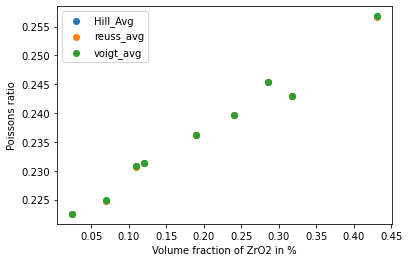 Hill_Avg
reuss_avg
voigt_avg
0.255
0.250
0.245
0.240
0.235
0.230
0.225
Poissons ratio
0.05 0.10 0.15 0.20 0.25 0.30 0.35 0.40 0.45
Volume fraction of ZrO2 in %